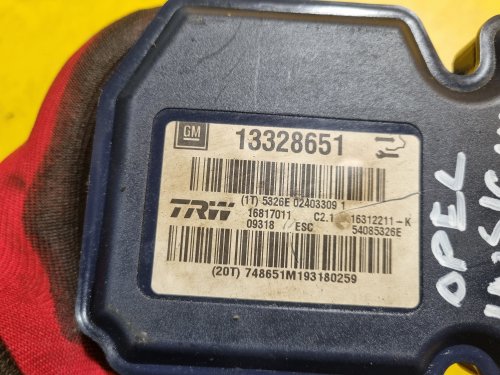 GM 13328651
(1T) 5326E 02403309 1
TRW 16817011 C2.1 16312211-K
09318 ESC 54085326E
(20T) 748651M193180259
OPEL